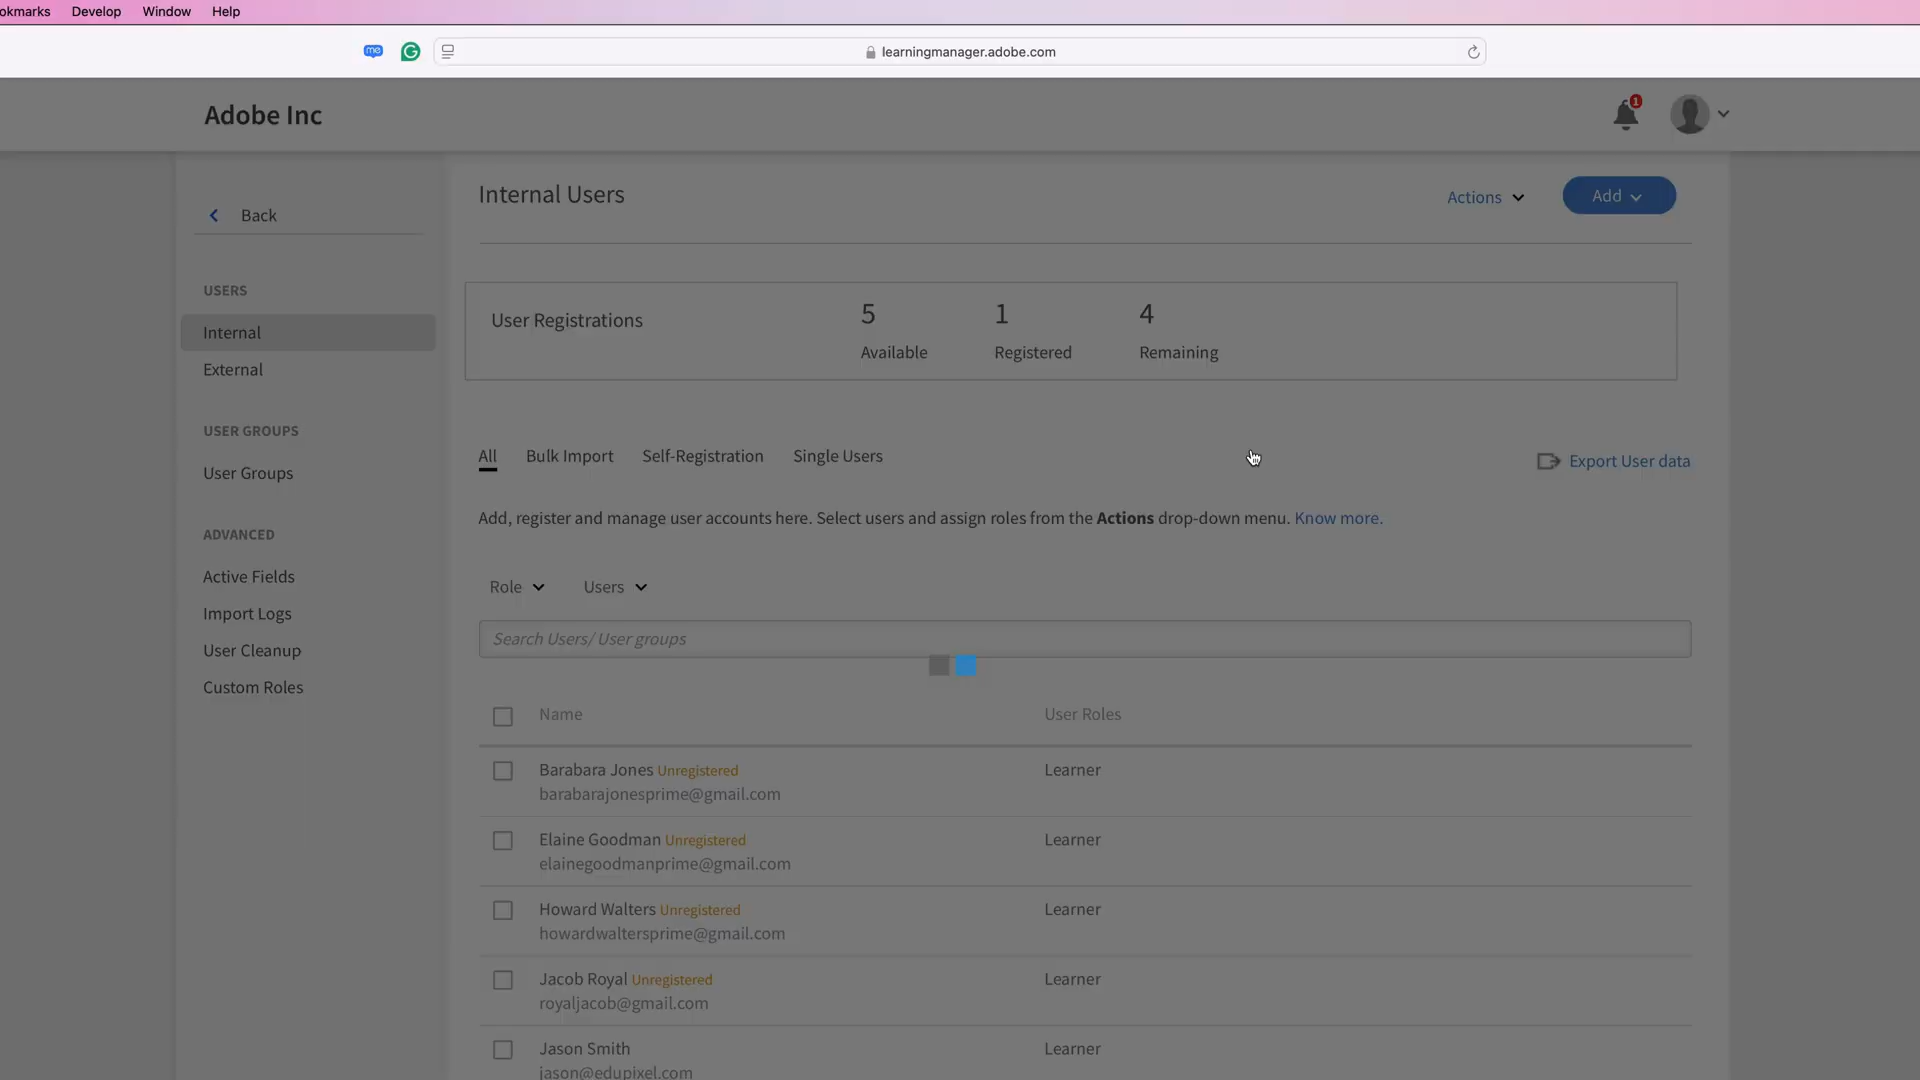 okmarks Develop Window Help
me G learningmanager.adobe.com
Adobe Inc
1
Back
USERS
Internal
External
USER GROUPS
User Groups
ADVANCED
Active Fields
Import Logs
User Cleanup
Custom Roles
Internal Users
Actions
Add
User Registrations
5 1 4
Available Registered Remaining
All Bulk Import Self-Registration Single Users
Export User data
Add, register and manage user accounts here. Select users and assign roles from the Actions drop-down menu. Know more.
Role Users
Search Users/ User groups
Name User Roles
Barabara Jones Unregistered Learner
barabarajonesprime@gmail.com
Elaine Goodman Unregistered Learner
elainegoodmanprime@gmail.com
Howard Walters Unregistered Learner
howardwaltersprime@gmail.com
Jacob Royal Unregistered Learner
royaljacob@gmail.com
Jason Smith Learner
jason@edupixel.com